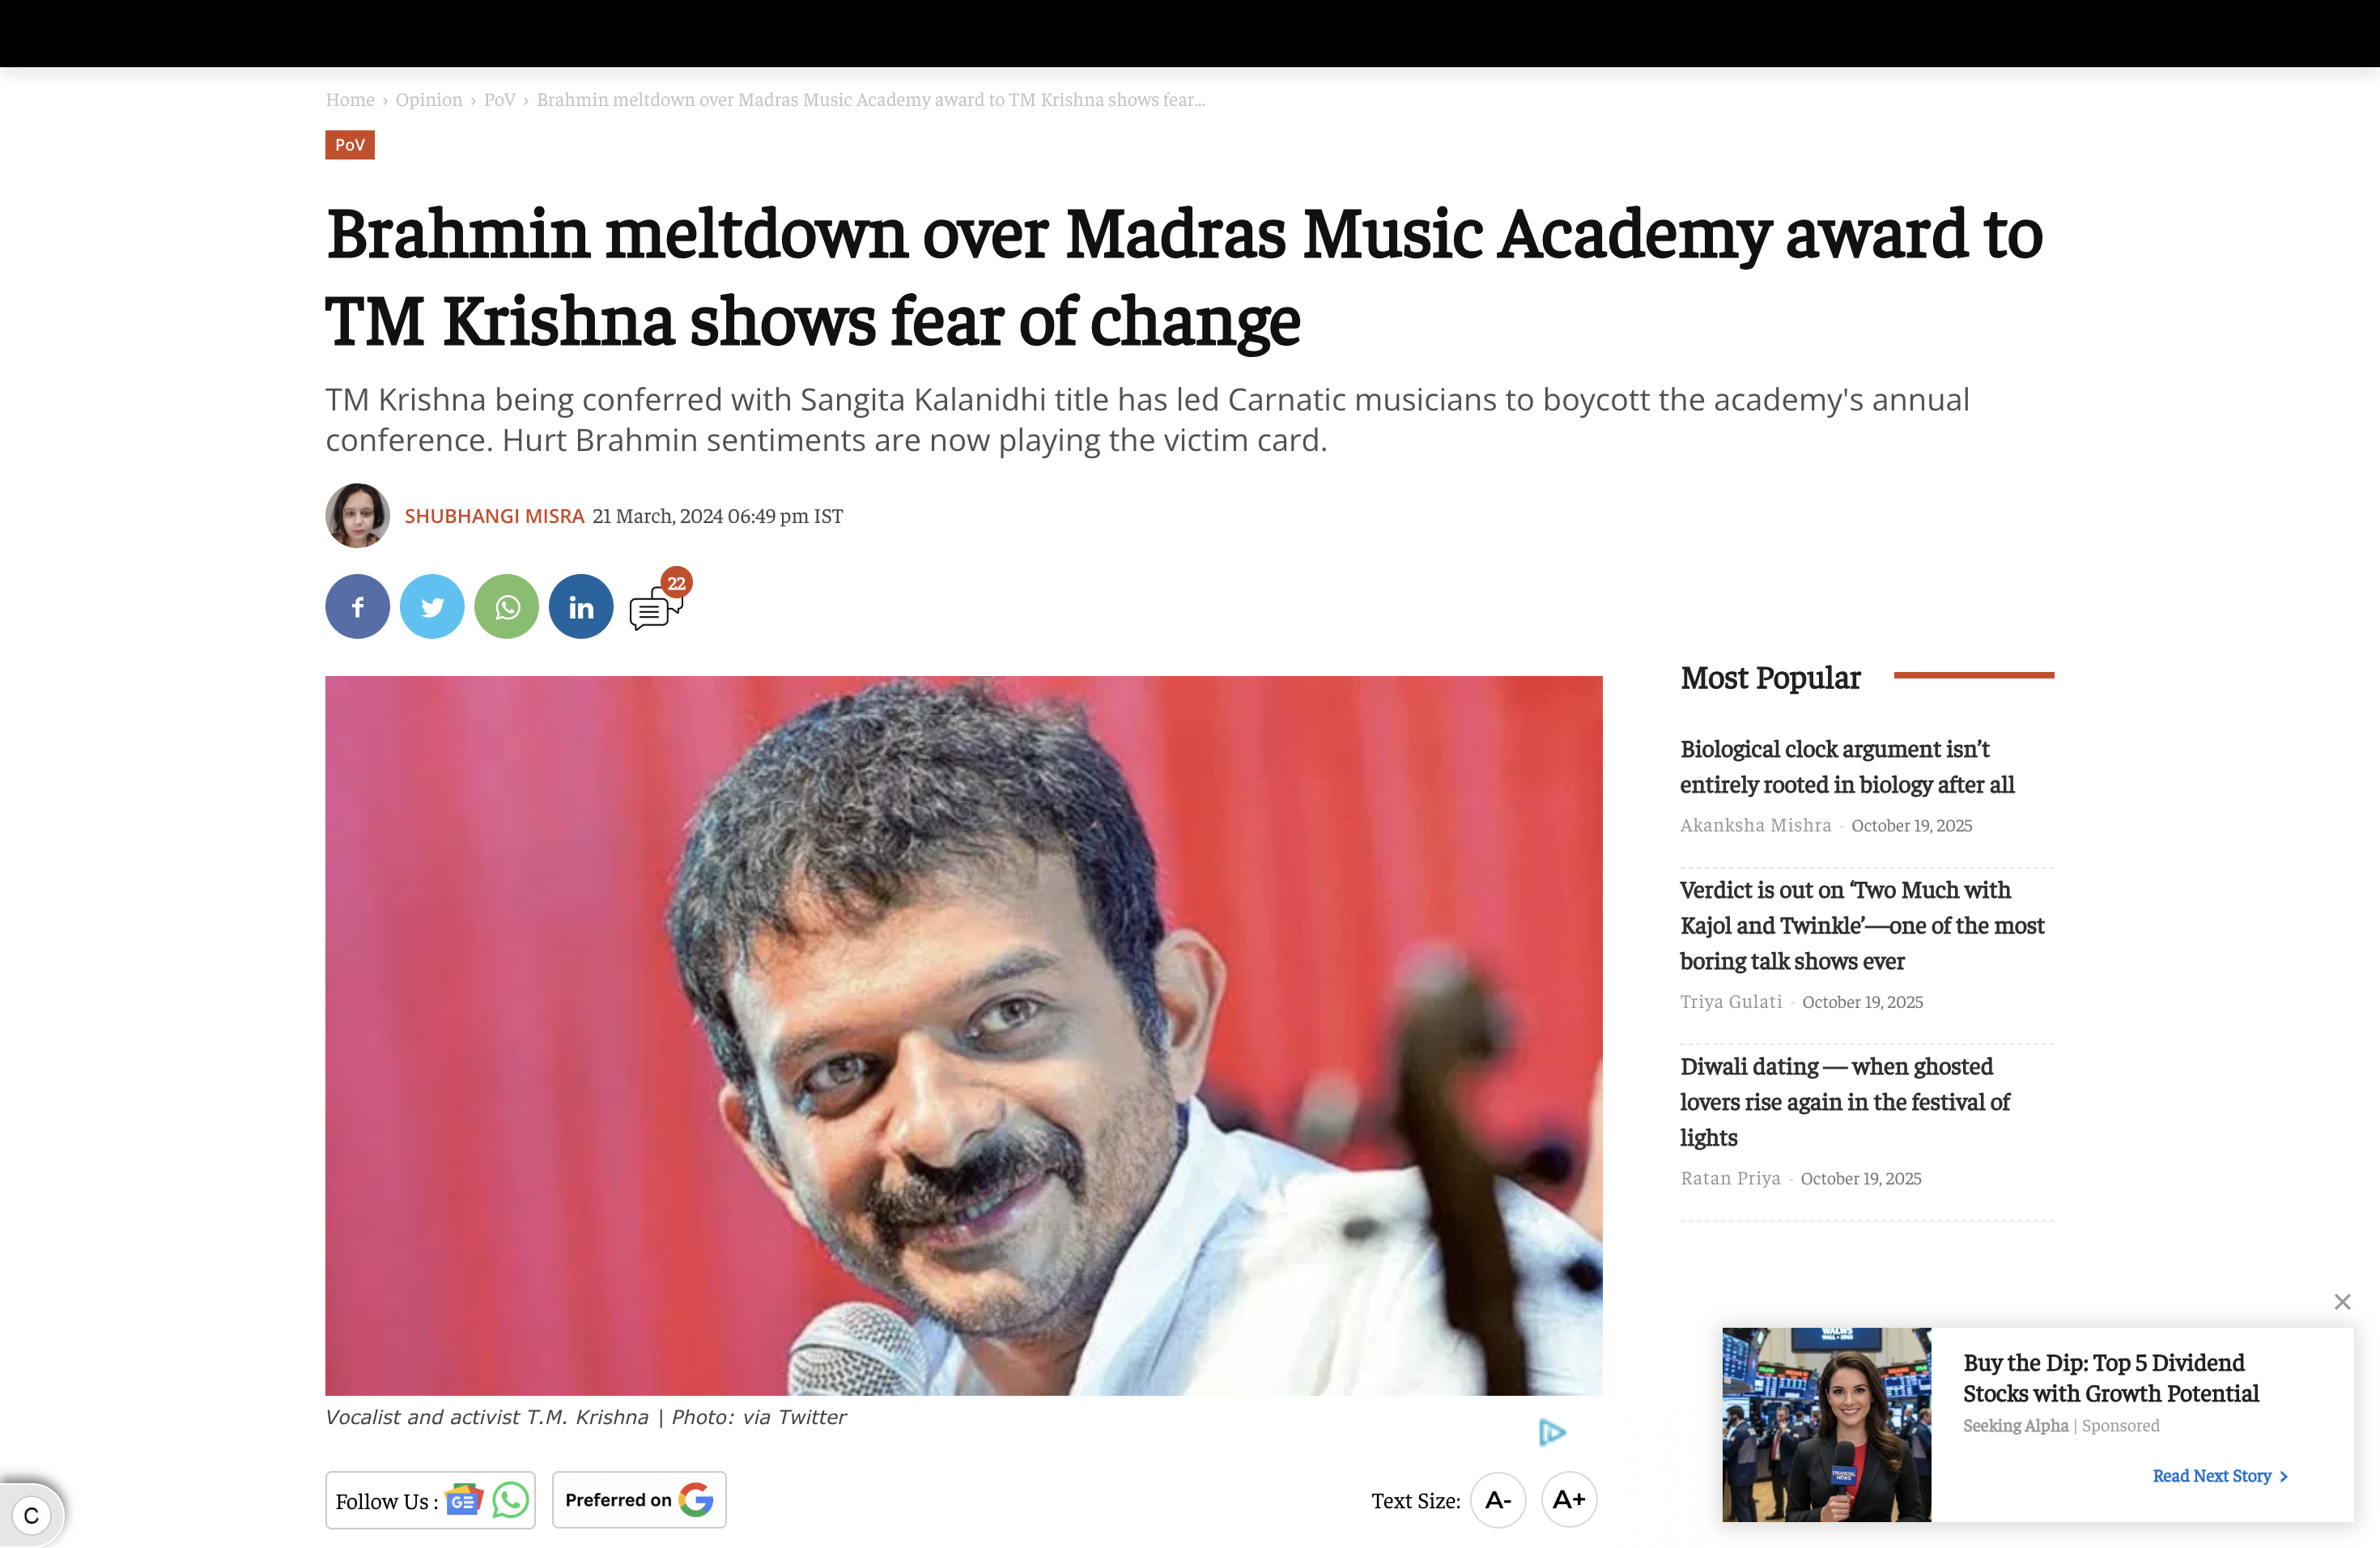 Home › Opinion › PoV › Brahmin meltdown over Madras Music Academy award to TM Krishna shows fear...
PoV
Brahmin meltdown over Madras Music Academy award to
TM Krishna shows fear of change
TM Krishna being conferred with Sangita Kalanidhi title has led Carnatic musicians to boycott the academy's annual
conference. Hurt Brahmin sentiments are now playing the victim card.
SHUBHANGI MISRA 21 March, 2024 06:49 pm IST
f
in
22
Most Popular
Biological clock argument isn’t
entirely rooted in biology after all
Akanksha Mishra - October 19, 2025
Verdict is out on ‘Two Much with
Kajol and Twinkle’—one of the most
boring talk shows ever
Triya Gulati - October 19, 2025
Diwali dating — when ghosted
lovers rise again in the festival of
lights
Ratan Priya - October 19, 2025
Vocalist and activist T.M. Krishna | Photo: via Twitter
Follow Us : GE
Preferred on G
Text Size: A- A+
Buy the Dip: Top 5 Dividend
Stocks with Growth Potential
Seeking Alpha | Sponsored
Read Next Story
FINANCIAL
NEWS
C